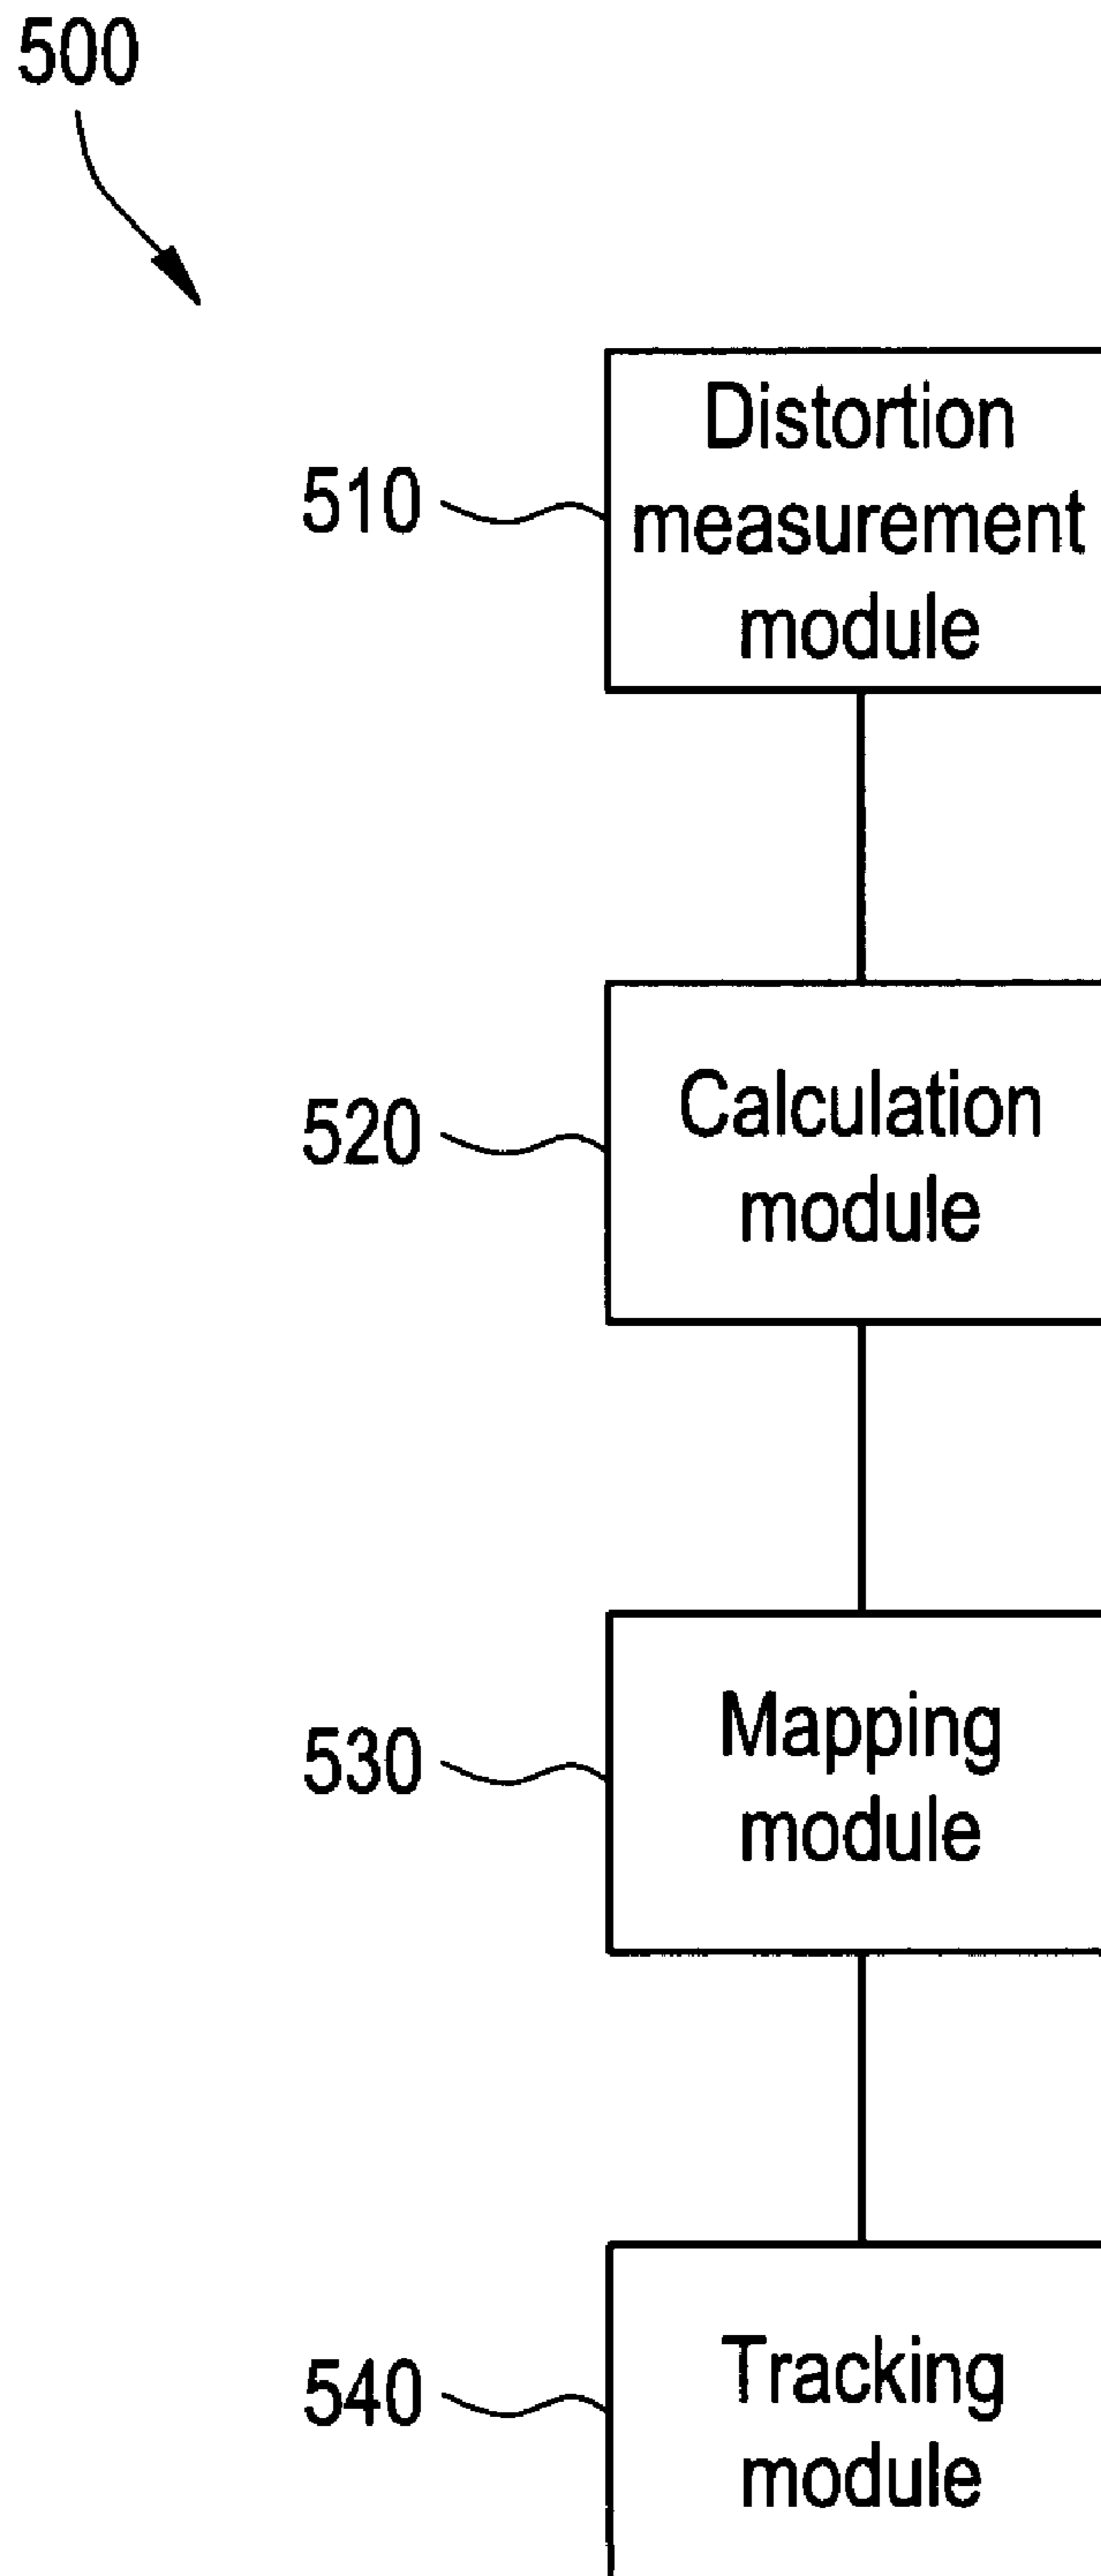 500
510
Distortion
measurement
module
520
Calculation
module
530
Mapping
module
540
Tracking
module